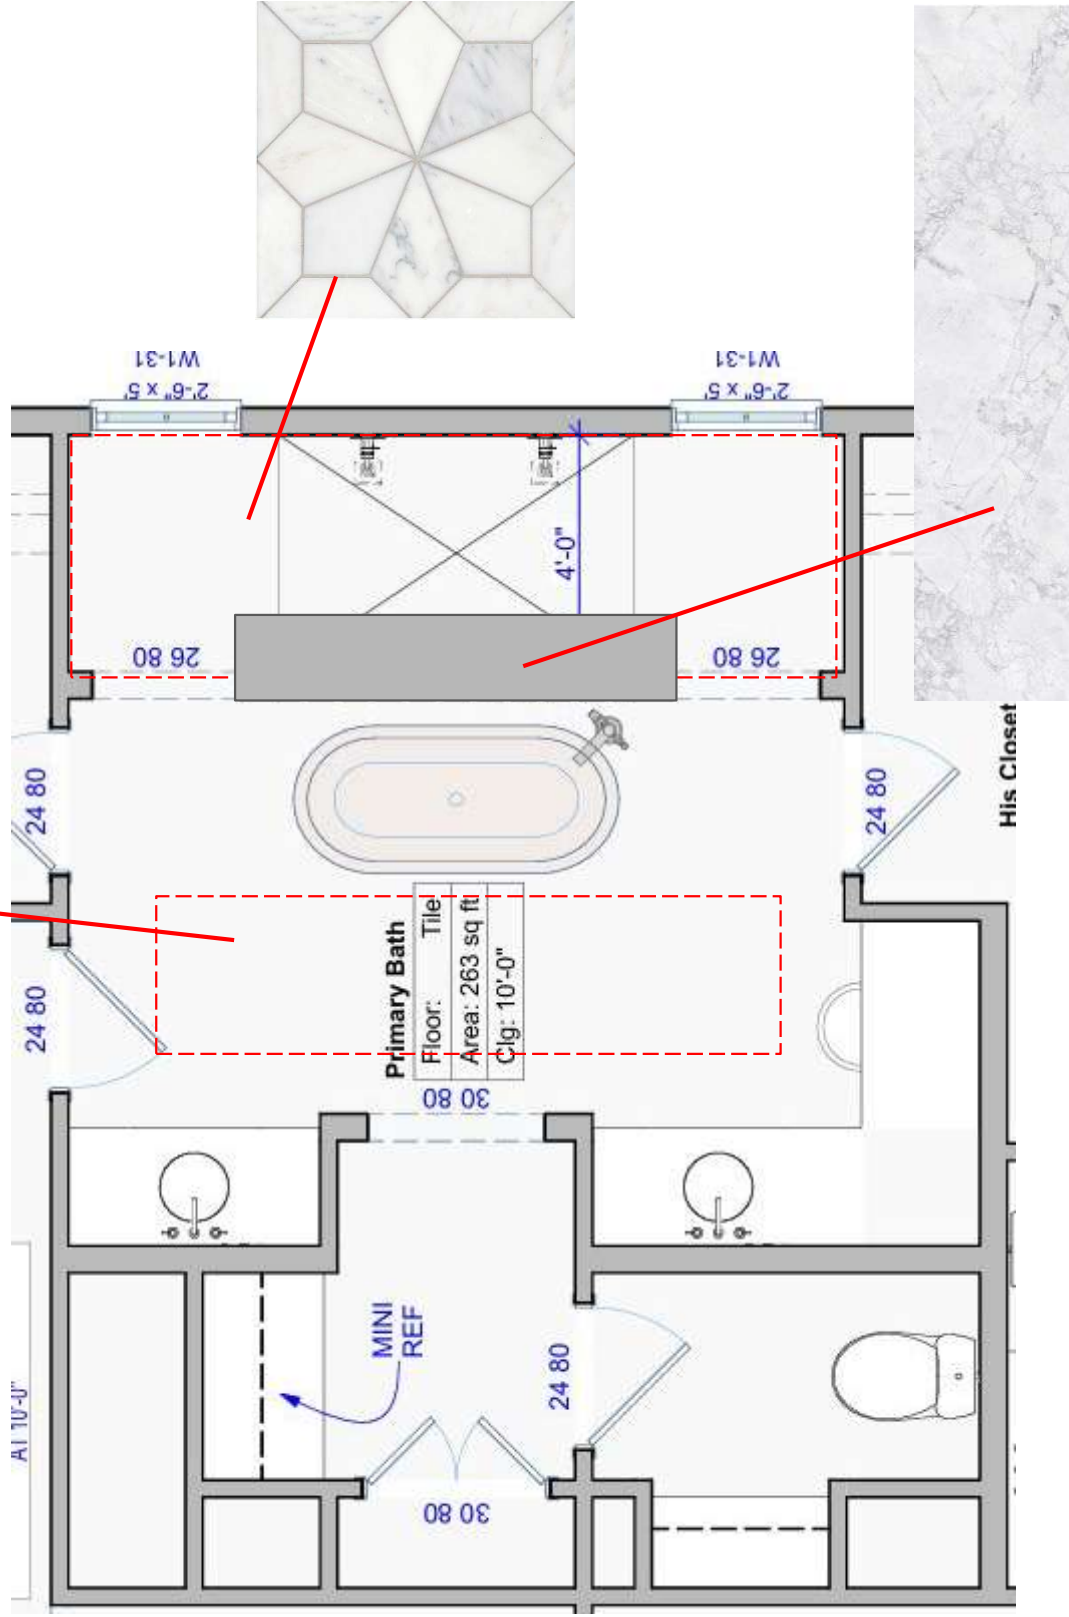 W1-31
2'-6" x 5'
W1-31
2'-6" x 5'
4'-0"
26 80
26 80
24 80
24 80
His Closet
24 80
Primary Bath
Floor: Tile
Area: 263 sq ft
Clg: 10'-0"
30 80
MINI
REF
24 80
AT 10'-0"
30 80